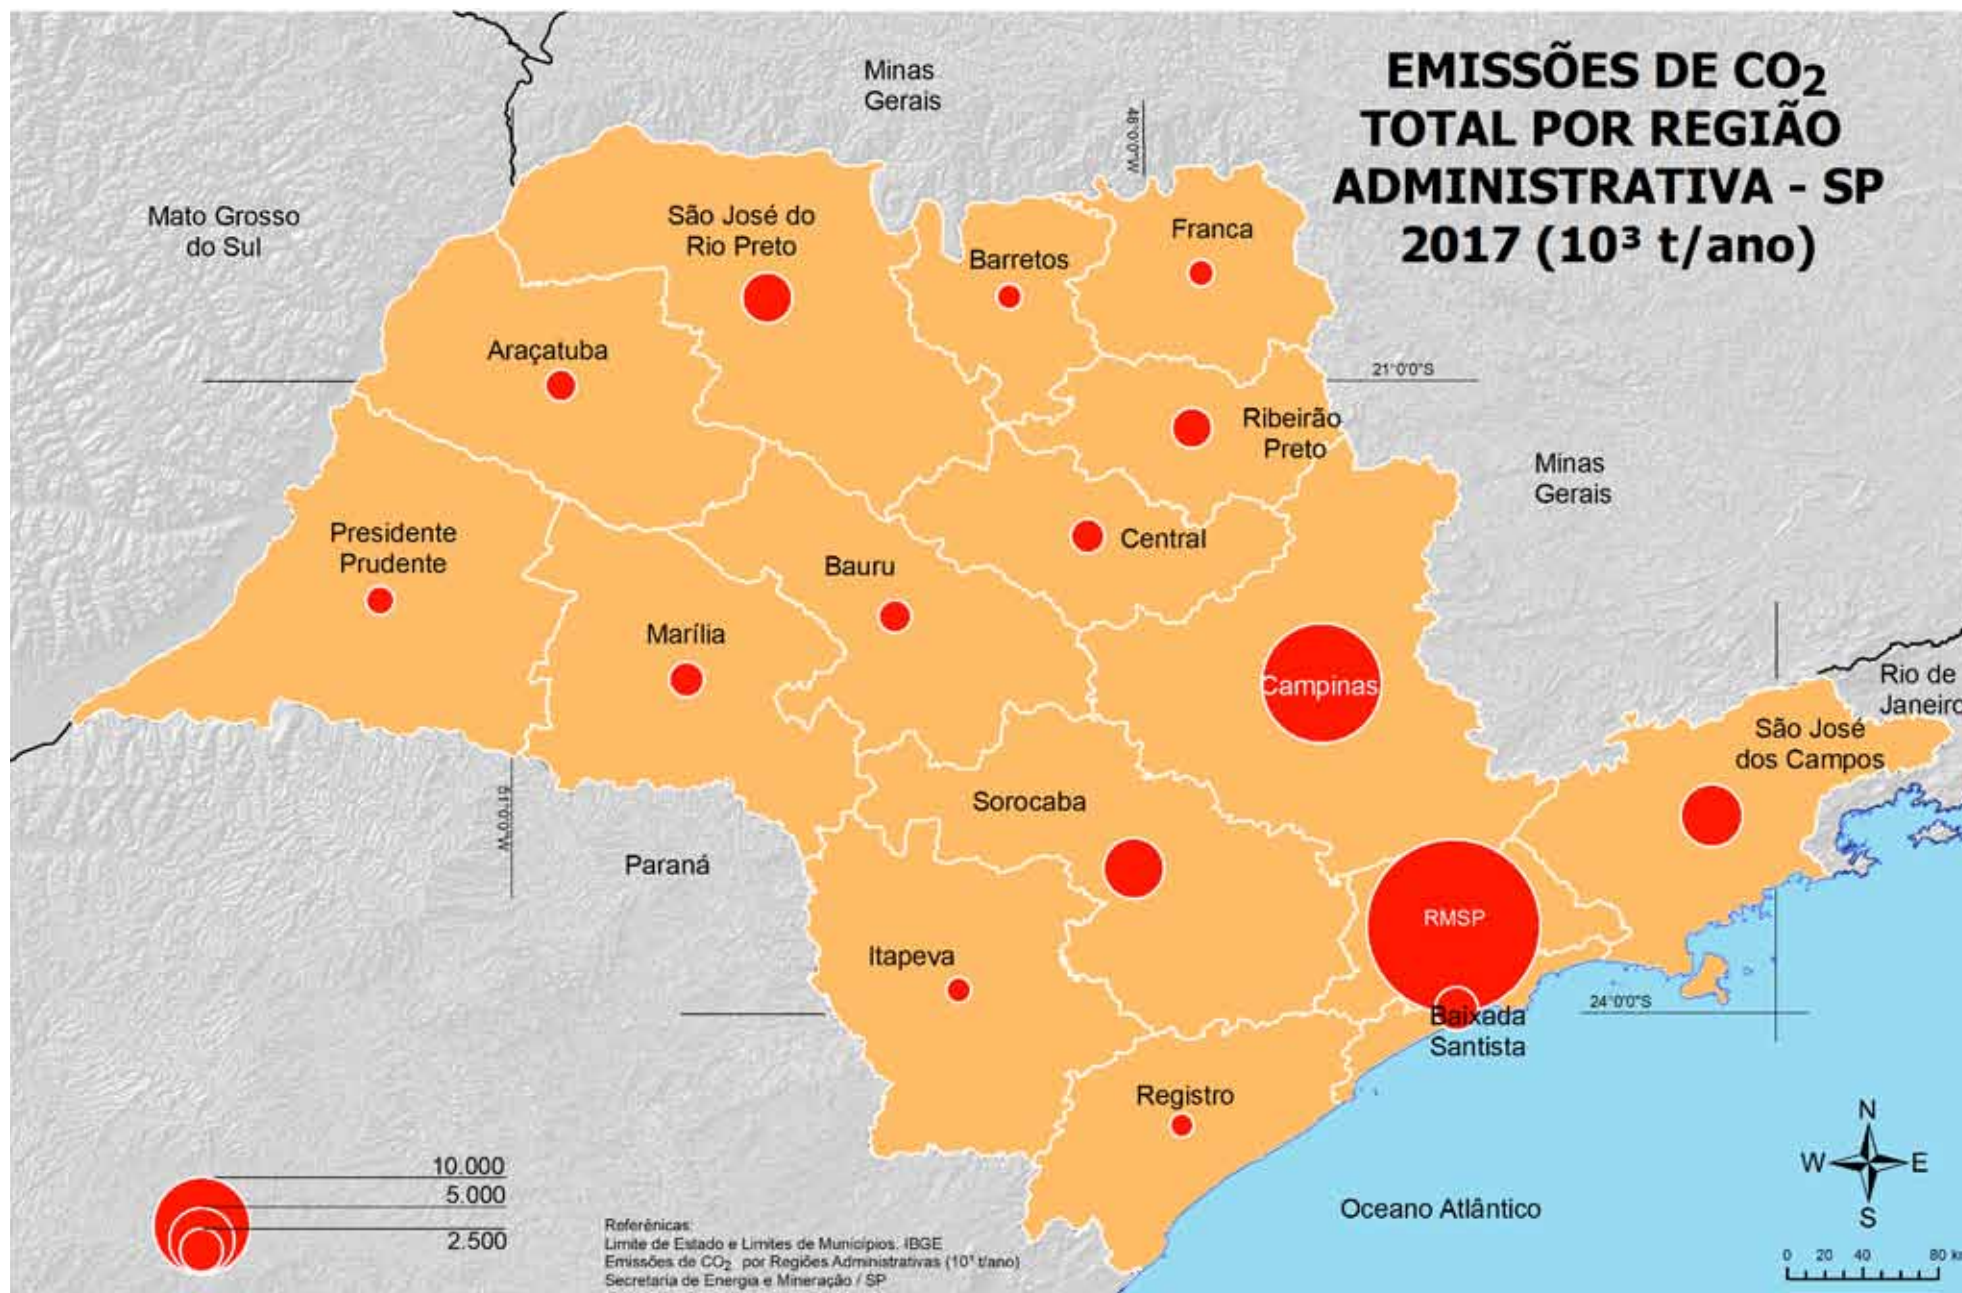 EMISSÕES DE CO2
TOTAL POR REGIÃO
ADMINISTRATIVA - SP
2017 (10³ t/ano)
Minas
Gerais
48°0'0"W
Mato Grosso
do Sul
São José do
Rio Preto
Barretos
Franca
Araçatuba
21°0'0"S
Ribeirão
Preto
Minas
Gerais
Presidente
Prudente
Bauru
Central
Marília
Campinas
Rio de
Janeiro
São José
dos Campos
51°0'0"W
Sorocaba
Paraná
RMSP
Itapeva
24°0'0"S
Baixada
Santista
Registro
N
W
E
S
Oceano Atlântico
10.000
5.000
2.500
Referênicas:
Limite de Estado e Limites de Municípios. IBGE
Emissões de CO2 por Regiões Administrativas (10³ t/ano)
Secretaria de Energia e Mineração / SP
0 20 40 80 k